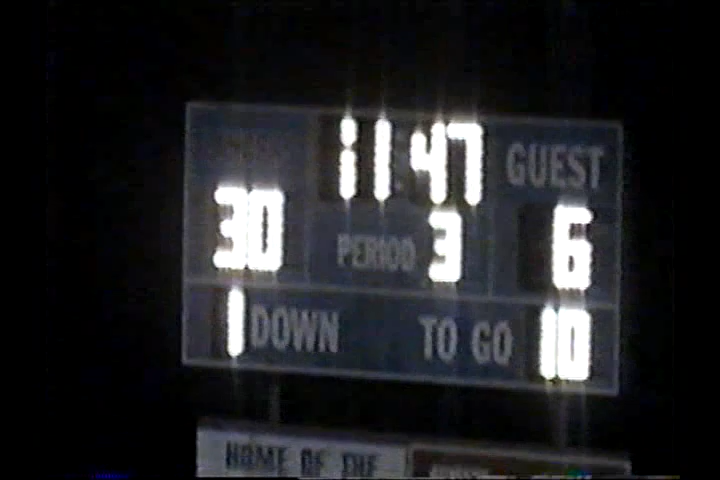 11:47 GUEST
30 PERIOD 3 6
1 DOWN TO GO 10
HOME OF THE